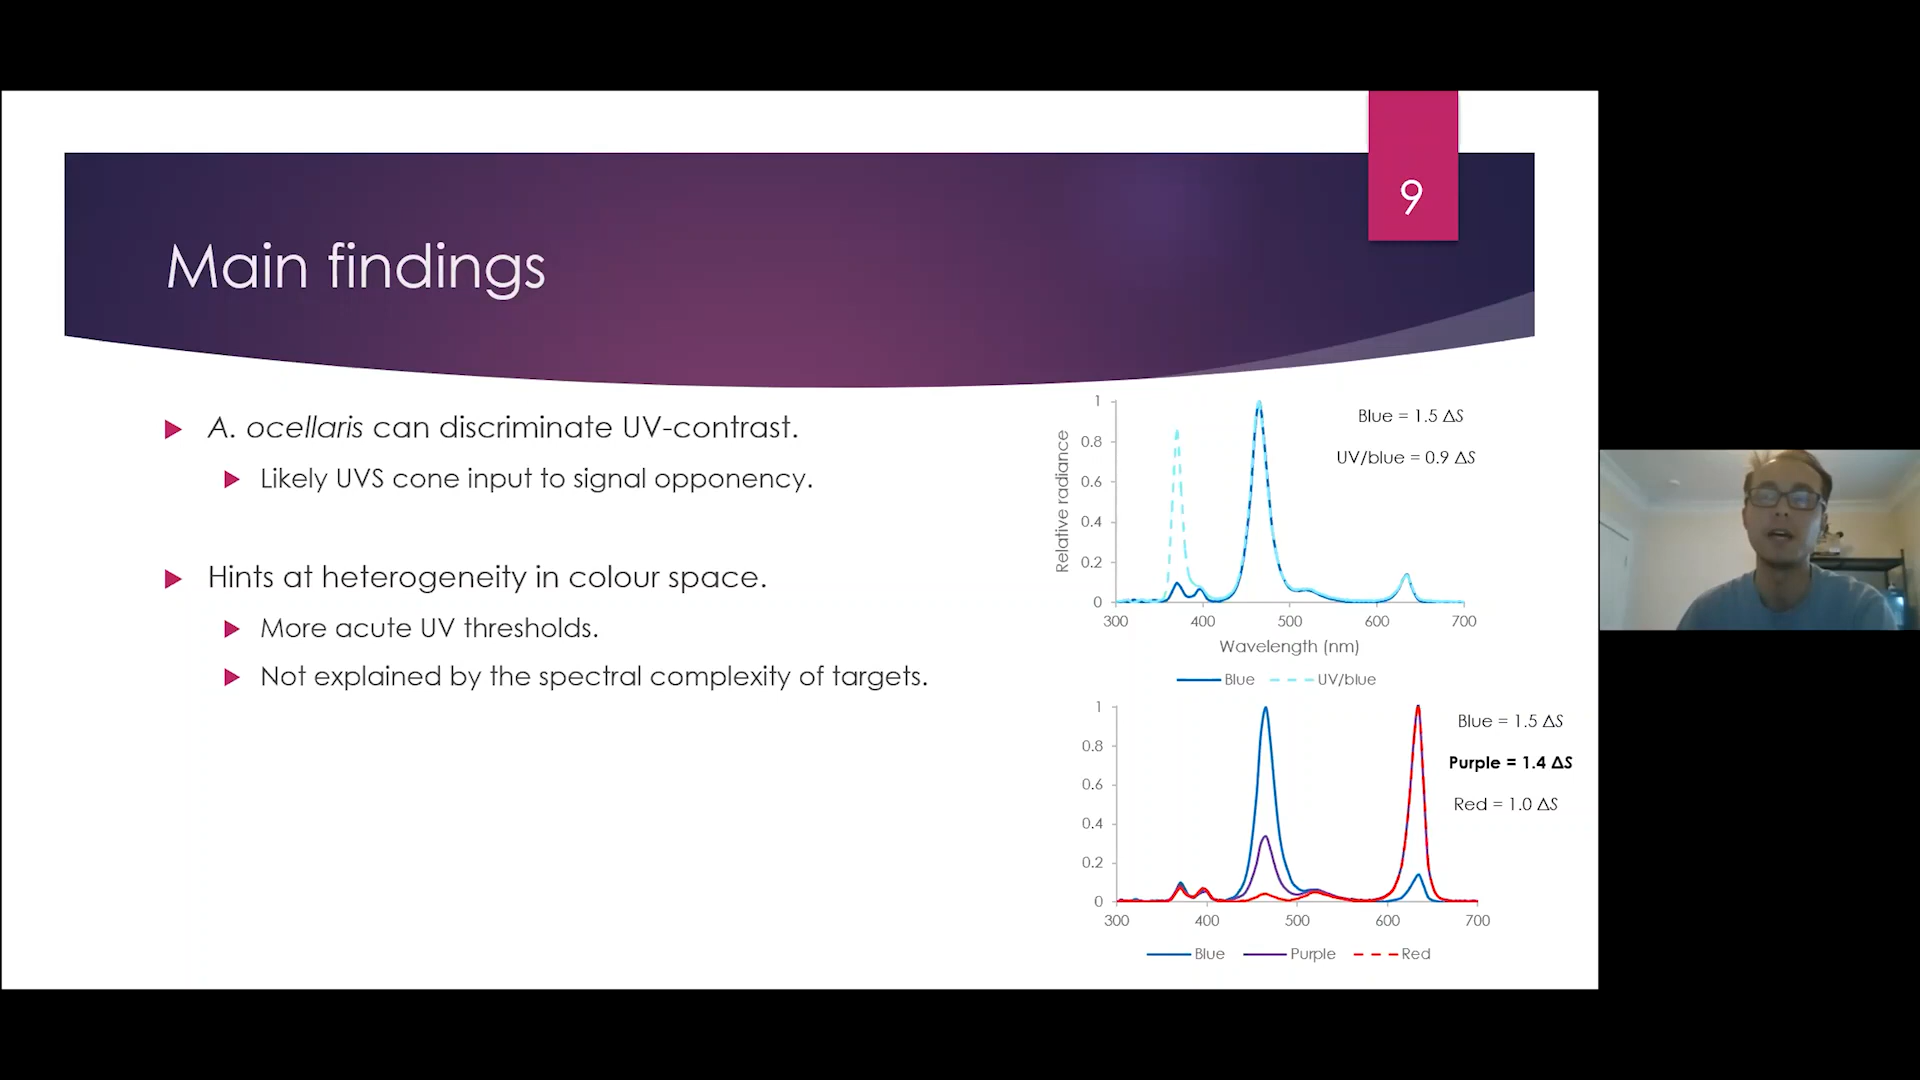 9
Main findings
A. ocellaris can discriminate UV-contrast.
Likely UVS cone input to signal opponency.
Hints at heterogeneity in colour space.
More acute UV thresholds.
Not explained by the spectral complexity of targets.
Relative radiance
1
0.8
0.6
0.4
0.2
0
300 400 500 600 700
Wavelength (nm)
Blue UV/blue
Blue = 1.5 ΔS
UV/blue = 0.9 ΔS
1
0.8
0.6
0.4
0.2
0
300 400 500 600 700
Blue Purple Red
Blue = 1.5 ΔS
Purple = 1.4 ΔS
Red = 1.0 ΔS